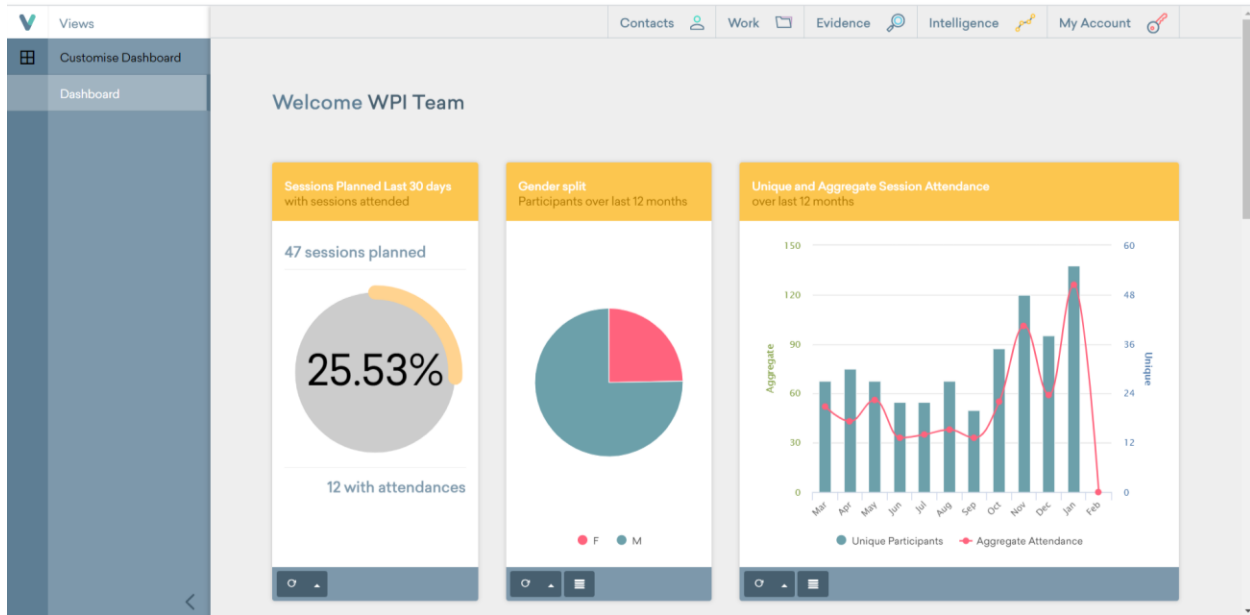 Views
Contacts
Work
Evidence
Intelligence
My Account
Customise Dashboard
Dashboard
Welcome WPI Team
Sessions Planned Last 30 days
with sessions attended
47 sessions planned
25.53%
12 with attendances
Gender split
Participants over last 12 months
F M
Unique and Aggregate Session Attendance
over last 12 months
150 60
120 48
90 36
60 24
30 12
0 0
Aggregate
Unique
Mar Apr May Jun Jul Aug Sep Oct Nov Dec Jan Feb
Unique Participants Aggregate Attendance